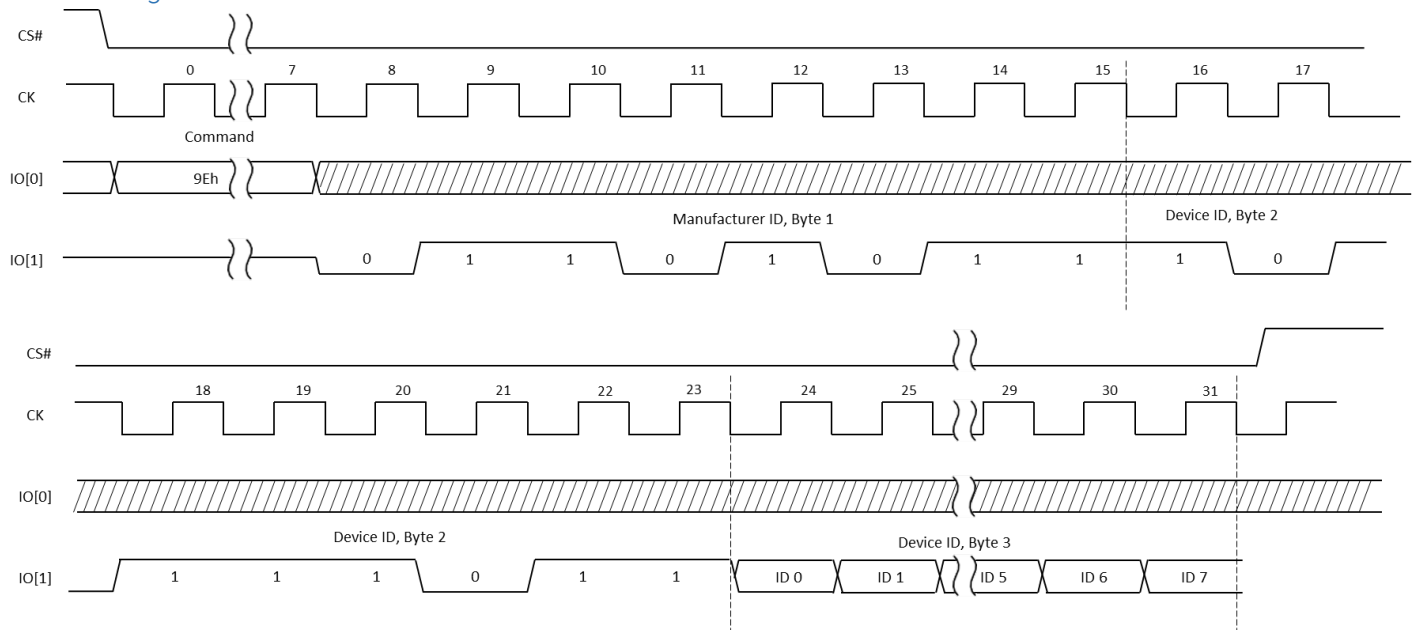 CS#
0 7 8 9 10 11 12 13 14 15 16 17
CK
Command
IO[0] 9Eh
Manufacturer ID, Byte 1 Device ID, Byte 2
IO[1] 0 1 1 0 1 0 1 1 1 0
CS#
18 19 20 21 22 23 24 25 29 30 31
CK
IO[0]
Device ID, Byte 2 Device ID, Byte 3
IO[1] 1 1 1 0 1 1 ID 0 ID 1 ID 5 ID 6 ID 7